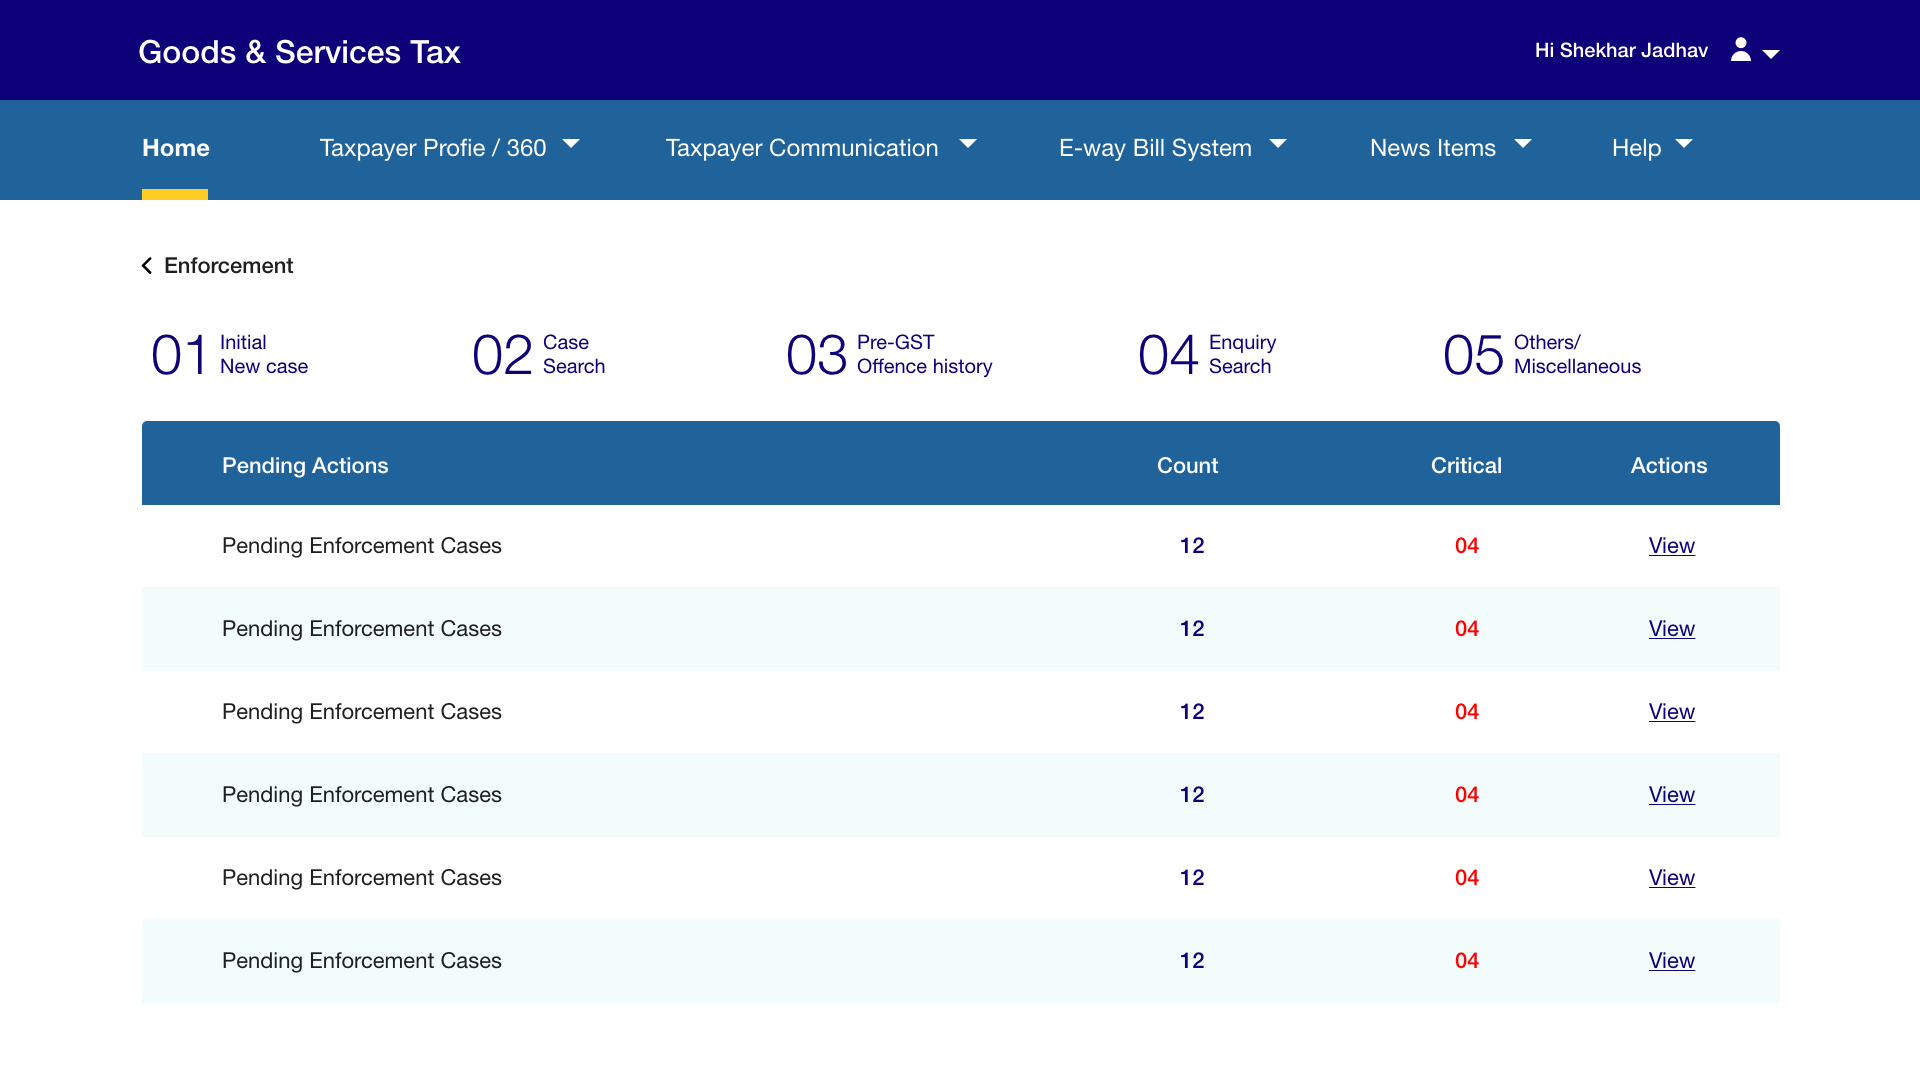 Goods & Services Tax
Hi Shekhar Jadhav
Home Taxpayer Profie / 360 Taxpayer Communication E-way Bill System News Items Help
Enforcement
01 Initial New case
02 Case Search
03 Pre-GST Offence history
04 Enquiry Search
05 Others/ Miscellaneous
Pending Actions Count Critical Actions
Pending Enforcement Cases 12 04 View
Pending Enforcement Cases 12 04 View
Pending Enforcement Cases 12 04 View
Pending Enforcement Cases 12 04 View
Pending Enforcement Cases 12 04 View
Pending Enforcement Cases 12 04 View